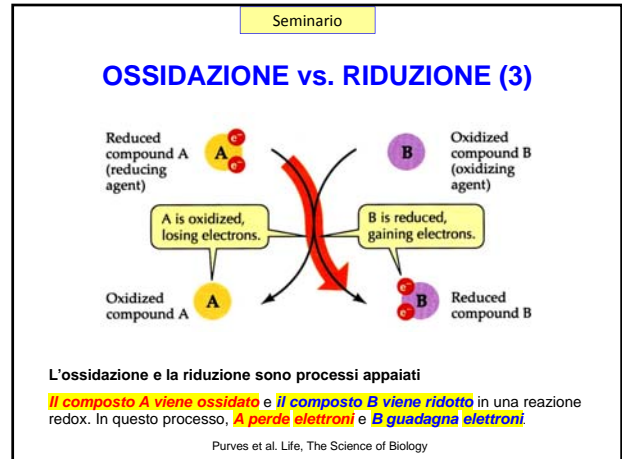 Seminario
OSSIDAZIONE vs. RIDUZIONE (3)
Reduced
compound A
(reducing
agent)
A
e⁻
e⁻
B
Oxidized
compound B
(oxidizing
agent)
A is oxidized,
losing electrons.
B is reduced,
gaining electrons.
Oxidized
compound A
A
e⁻
e⁻
B
Reduced
compound B
L'ossidazione e la riduzione sono processi appaiati
Il composto A viene ossidato e il composto B viene ridotto in una reazione
redox. In questo processo, A perde elettroni e B guadagna elettroni.
Purves et al. Life, The Science of Biology